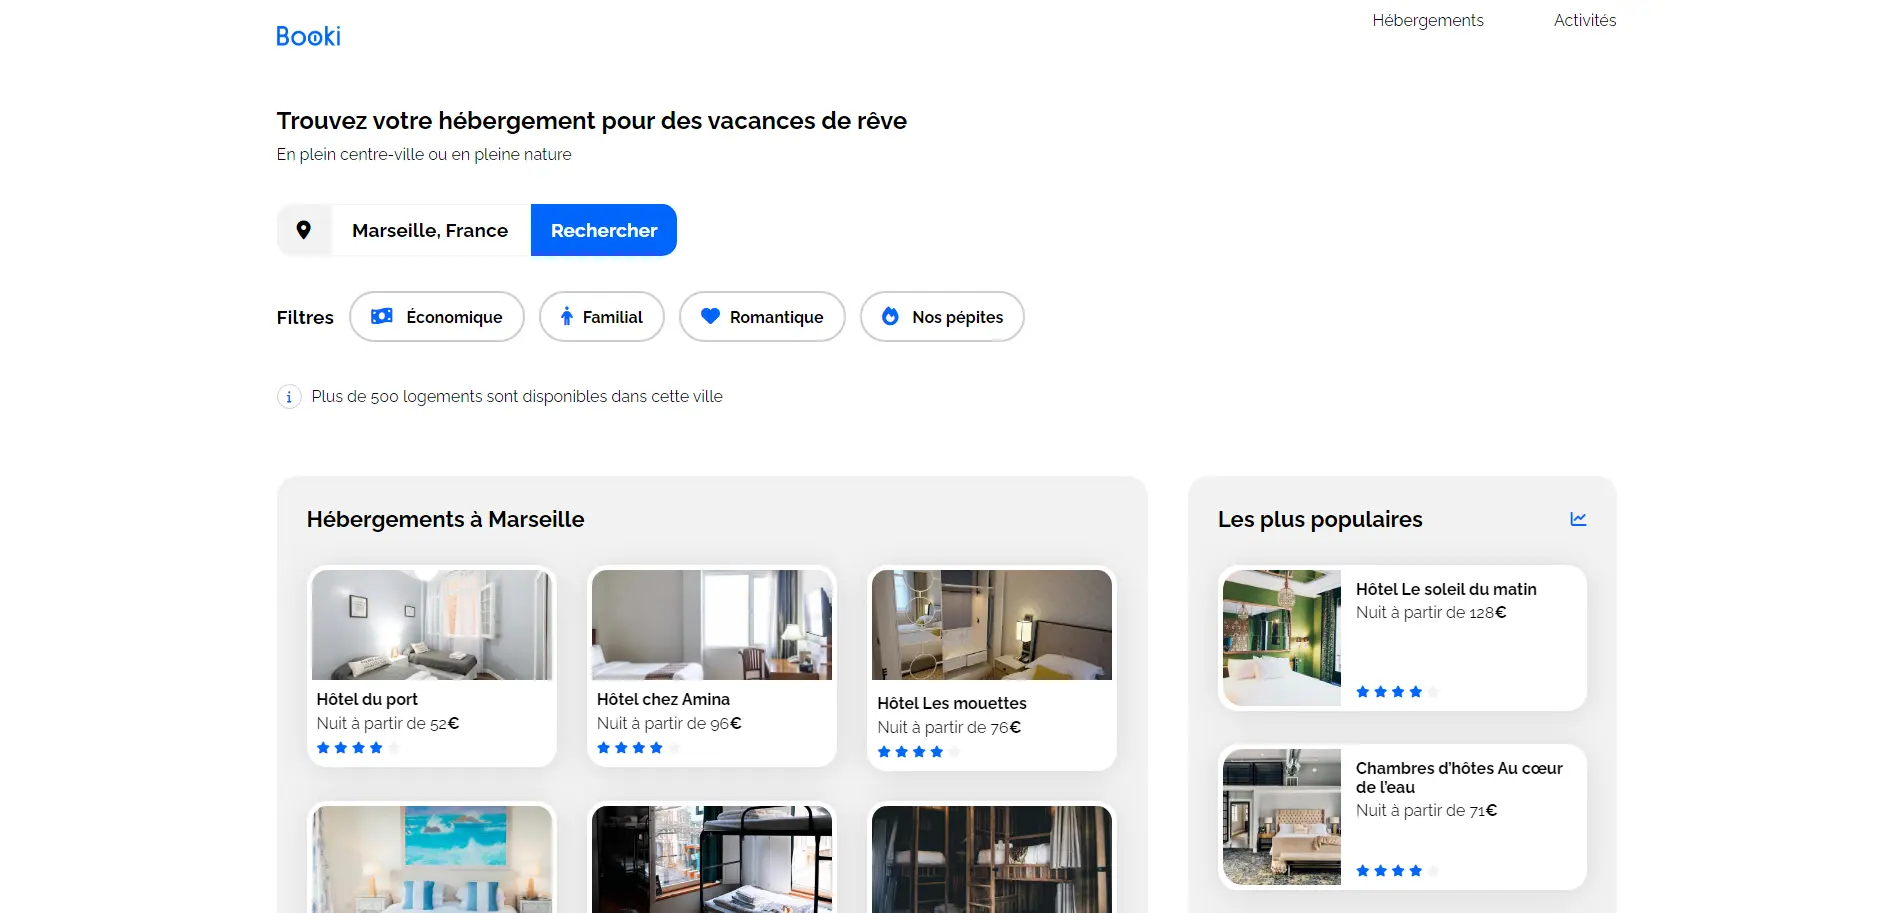 Booki
Hébergements
Activités
Trouvez votre hébergement pour des vacances de rêve
En plein centre-ville ou en pleine nature
Marseille, France
Rechercher
Filtres
Économique
Familial
Romantique
Nos pépites
Plus de 500 logements sont disponibles dans cette ville
Hébergements à Marseille
Hôtel du port
Nuit à partir de 52€
Hôtel chez Amina
Nuit à partir de 96€
Hôtel Les mouettes
Nuit à partir de 76€
Les plus populaires
Hôtel Le soleil du matin
Nuit à partir de 128€
Chambres d'hôtes Au cœur
de l'eau
Nuit à partir de 71€